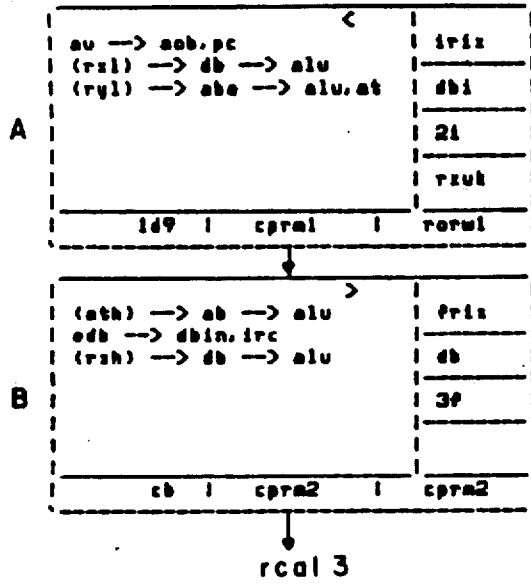 <
au —> aob,pc
(rxl) —> db —> alu
(ryl) —> abe —> alu,at
irix
dbi
2i
rxuk
A
1d9 | cprm1 | rorw1
>
(ath) —> ab —> alu
edb —> dbin,irc
(rxh) —> db —> alu
frix
db
3f
B
cb | cprm2 | cprm2
rcal 3